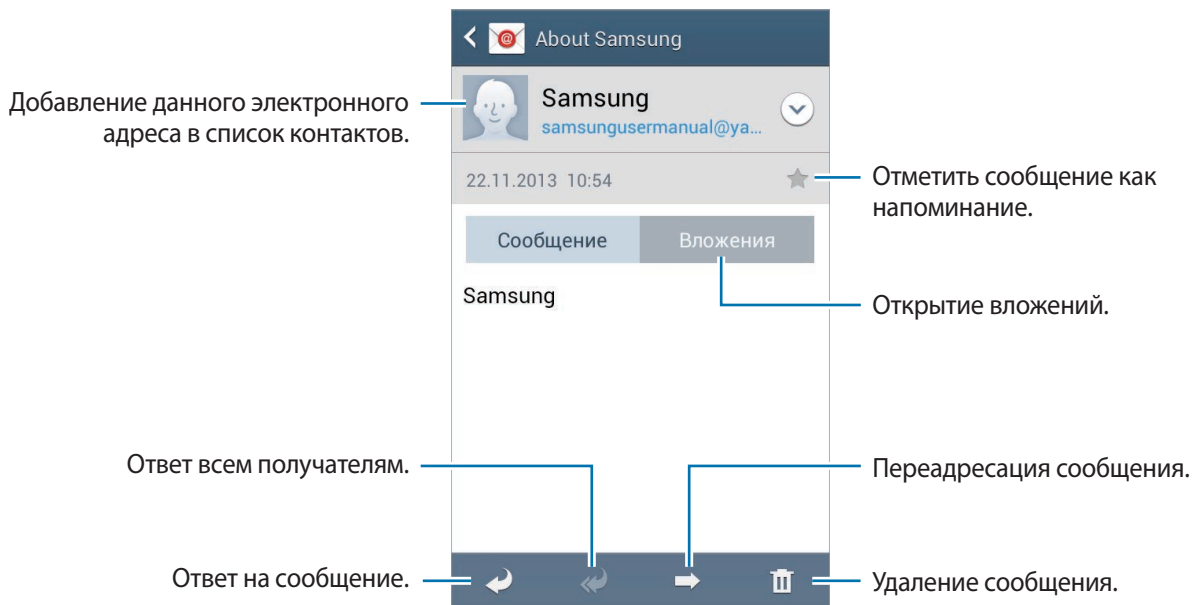 About Samsung
Добавление данного электронного
адреса в список контактов.
Samsung
samsungusermanual@ya...
22.11.2013 10:54
Отметить сообщение как
напоминание.
Сообщение
Вложения
Samsung
Открытие вложений.
Ответ всем получателям.
Переадресация сообщения.
Ответ на сообщение.
Удаление сообщения.